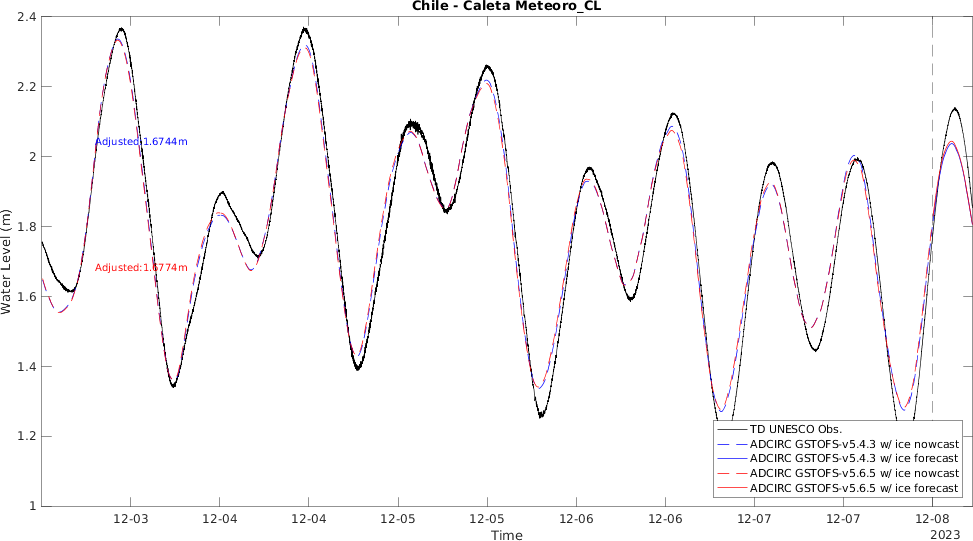 Chile - Caleta Meteoro_CL
2.4
2.2
2
1.8
1.6
1.4
1.2
1
Water Level (m)
Adjusted:1.6744m
Adjusted:1.6774m
TD UNESCO Obs.
ADCIRC GSTOFS-v5.4.3 w/ ice nowcast
ADCIRC GSTOFS-v5.4.3 w/ ice forecast
ADCIRC GSTOFS-v5.6.5 w/ ice nowcast
ADCIRC GSTOFS-v5.6.5 w/ ice forecast
12-03 12-04 12-04 12-05 12-05 12-06 12-06 12-07 12-07 12-08
Time
2023